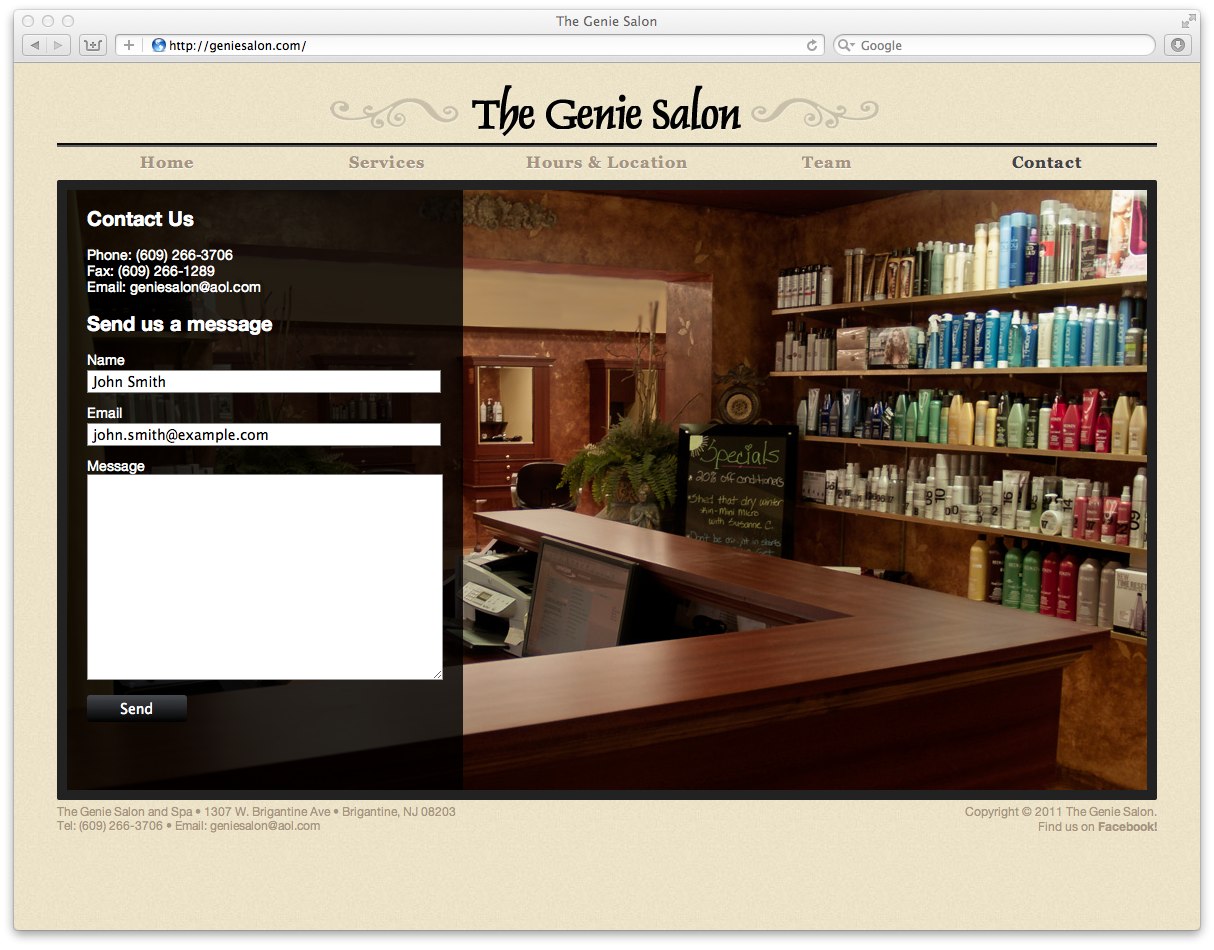 The Genie Salon
http://geniesalon.com/
Google
The Genie Salon
Home Services Hours & Location Team Contact
Contact Us
Phone: (609) 266-3706
Fax: (609) 266-1289
Email: geniesalon@aol.com
Send us a message
Name
John Smith
Email
john.smith@example.com
Message
Send
Specials
20% off conditioners
Shed that dry winter
skin-Mini Micro
with Susanne C.
Don't be
The Genie Salon and Spa • 1307 W. Brigantine Ave • Brigantine, NJ 08203
Tel: (609) 266-3706 • Email: geniesalon@aol.com
Copyright © 2011 The Genie Salon.
Find us on Facebook!